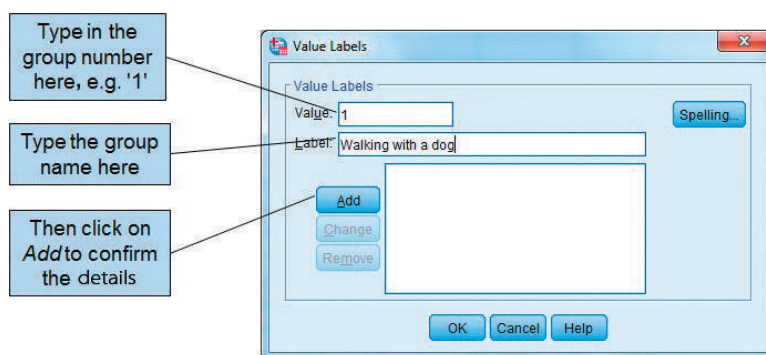 Type in the
group number
here, e.g. '1'
Type the group
name here
Then click on
Add to confirm
the details
Value Labels
Value Labels
Value: 1
Spelling...
Label: Walking with a dog
Add
Change
Remove
OK Cancel Help